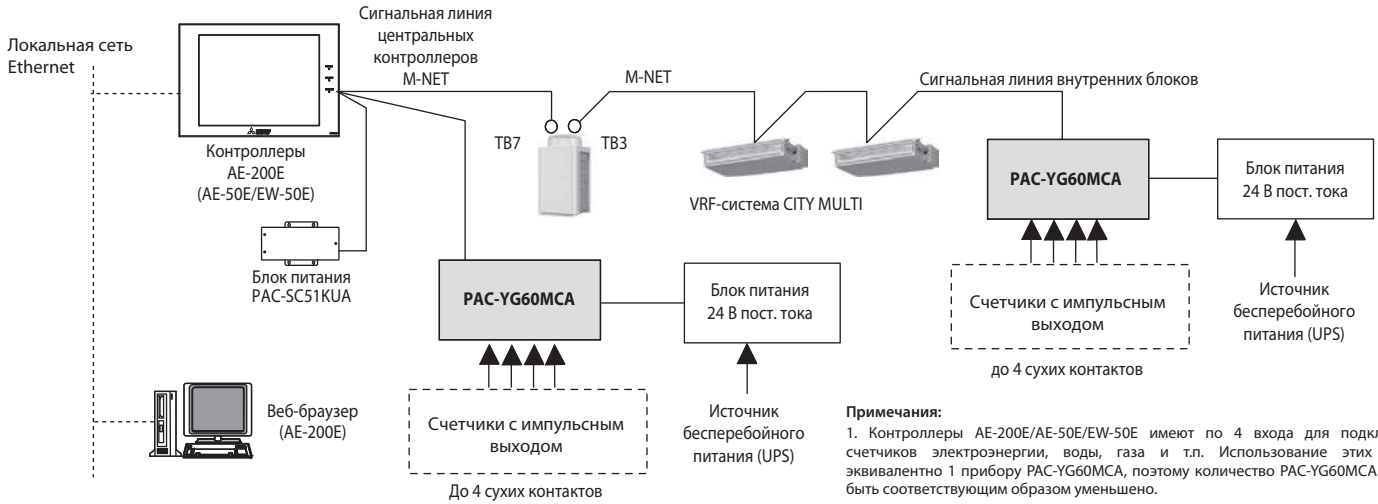 Локальная сеть
Ethernet
Сигнальная линия
центральных
контроллеров
M-NET
M-NET
Сигнальная линия внутренних блоков
TB7
TB3
Контроллеры
AE-200E
(AE-50E/EW-50E)
VRF-система CITY MULTI
PAC-YG60MCA
Блок питания
24 В пост. тока
Блок питания
PAC-SC51KUA
PAC-YG60MCA
Блок питания
24 В пост. тока
Счетчики с импульсным
выходом
до 4 сухих контактов
Источник
бесперебойного
питания (UPS)
Веб-браузер
(AE-200E)
Счетчики с импульсным
выходом
До 4 сухих контактов
Источник
бесперебойного
питания (UPS)
Примечания:
1. Контроллеры AE-200E/AE-50E/EW-50E имеют по 4 входа для подкл
счетчиков электроэнергии, воды, газа и т.п. Использование этих
эквивалентно 1 прибору PAC-YG60MCA, поэтому количество PAC-YG60MCA
быть соответствующим образом уменьшено.